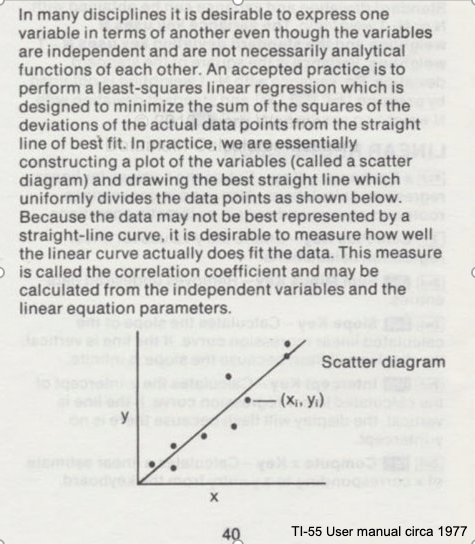 In many disciplines it is desirable to express one
variable in terms of another even though the variables
are independent and are not necessarily analytical
functions of each other. An accepted practice is to
perform a least-squares linear regression which is
designed to minimize the sum of the squares of the
deviations of the actual data points from the straight
line of best fit. In practice, you are essentially
constructing a plot of the variables (called a scatter
diagram) and drawing the best straight line which
uniformly divides the data points as shown below.
Because the data may not be best represented by a
straight-line curve, it is desirable to measure how well
the linear curve actually does fit the data. This measure
is called the correlation coefficient and may be
calculated from the independent variables and the
linear equation parameters.
Scatter diagram
(xᵢ, yᵢ)
y
x
40
TI-55 User manual circa 1977